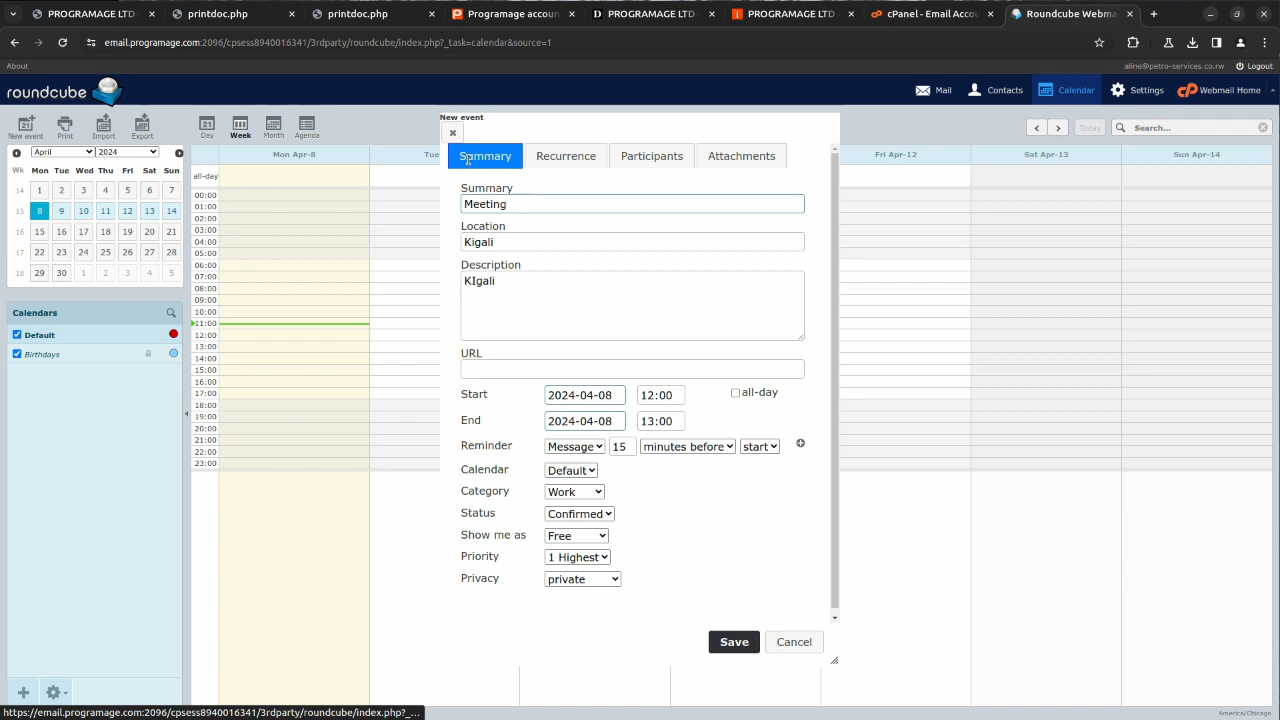 PROGRAMAGE LTD -
printdoc.php
printdoc.php
Programage accoun
PROGRAMAGE LTD -
PROGRAMAGE LTD -
cPanel - Email Accou
Roundcube Webma
email.programage.com:2096/cpsess8940016341/3rdparty/roundcube/index.php?_task=calendar&source=1
About
aline@petro-services.co.rw Logout
roundcube
Mail Contacts Calendar Settings Webmail Home
New event Print Import Export
Day Week Month Agenda
Today Search...
April 2024
Wk Mon Tue Wed Thu Fri Sat Sun
14 1 2 3 4 5 6 7
15 8 9 10 11 12 13 14
16 15 16 17 18 19 20 21
17 22 23 24 25 26 27 28
18 29 30 1 2 3 4 5
Calendars
Default
Birthdays
Mon Apr-8 Tue Fri Apr-12 Sat Apr-13 Sun Apr-14
all-day
00:00
01:00
02:00
03:00
04:00
05:00
06:00
07:00
08:00
09:00
10:00
11:00
12:00
13:00
14:00
15:00
16:00
17:00
18:00
19:00
20:00
21:00
22:00
23:00
New event
Summary Recurrence Participants Attachments
Summary
Meeting
Location
Kigali
Description
KIgali
URL
Start 2024-04-08 12:00 all-day
End 2024-04-08 13:00
Reminder Message 15 minutes before start
Calendar Default
Category Work
Status Confirmed
Show me as Free
Priority 1 Highest
Privacy private
Save Cancel
https://email.programage.com:2096/cpsess8940016341/3rdparty/roundcube/index.php?_...
America/Chicago